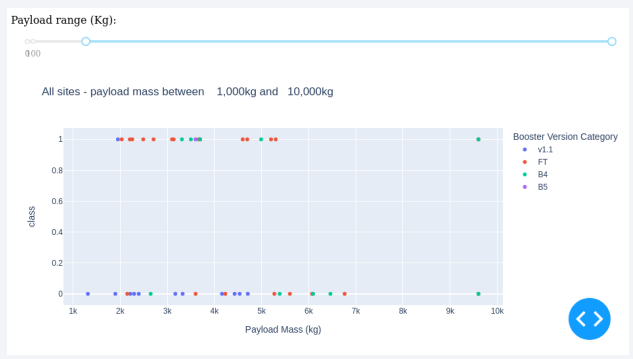 Payload range (Kg):
0 100
All sites - payload mass between 1,000kg and 10,000kg
Booster Version Category
v1.1
FT
B4
B5
class
1
0.8
0.6
0.4
0.2
0
1k 2k 3k 4k 5k 6k 7k 8k 9k 10k
Payload Mass (kg)